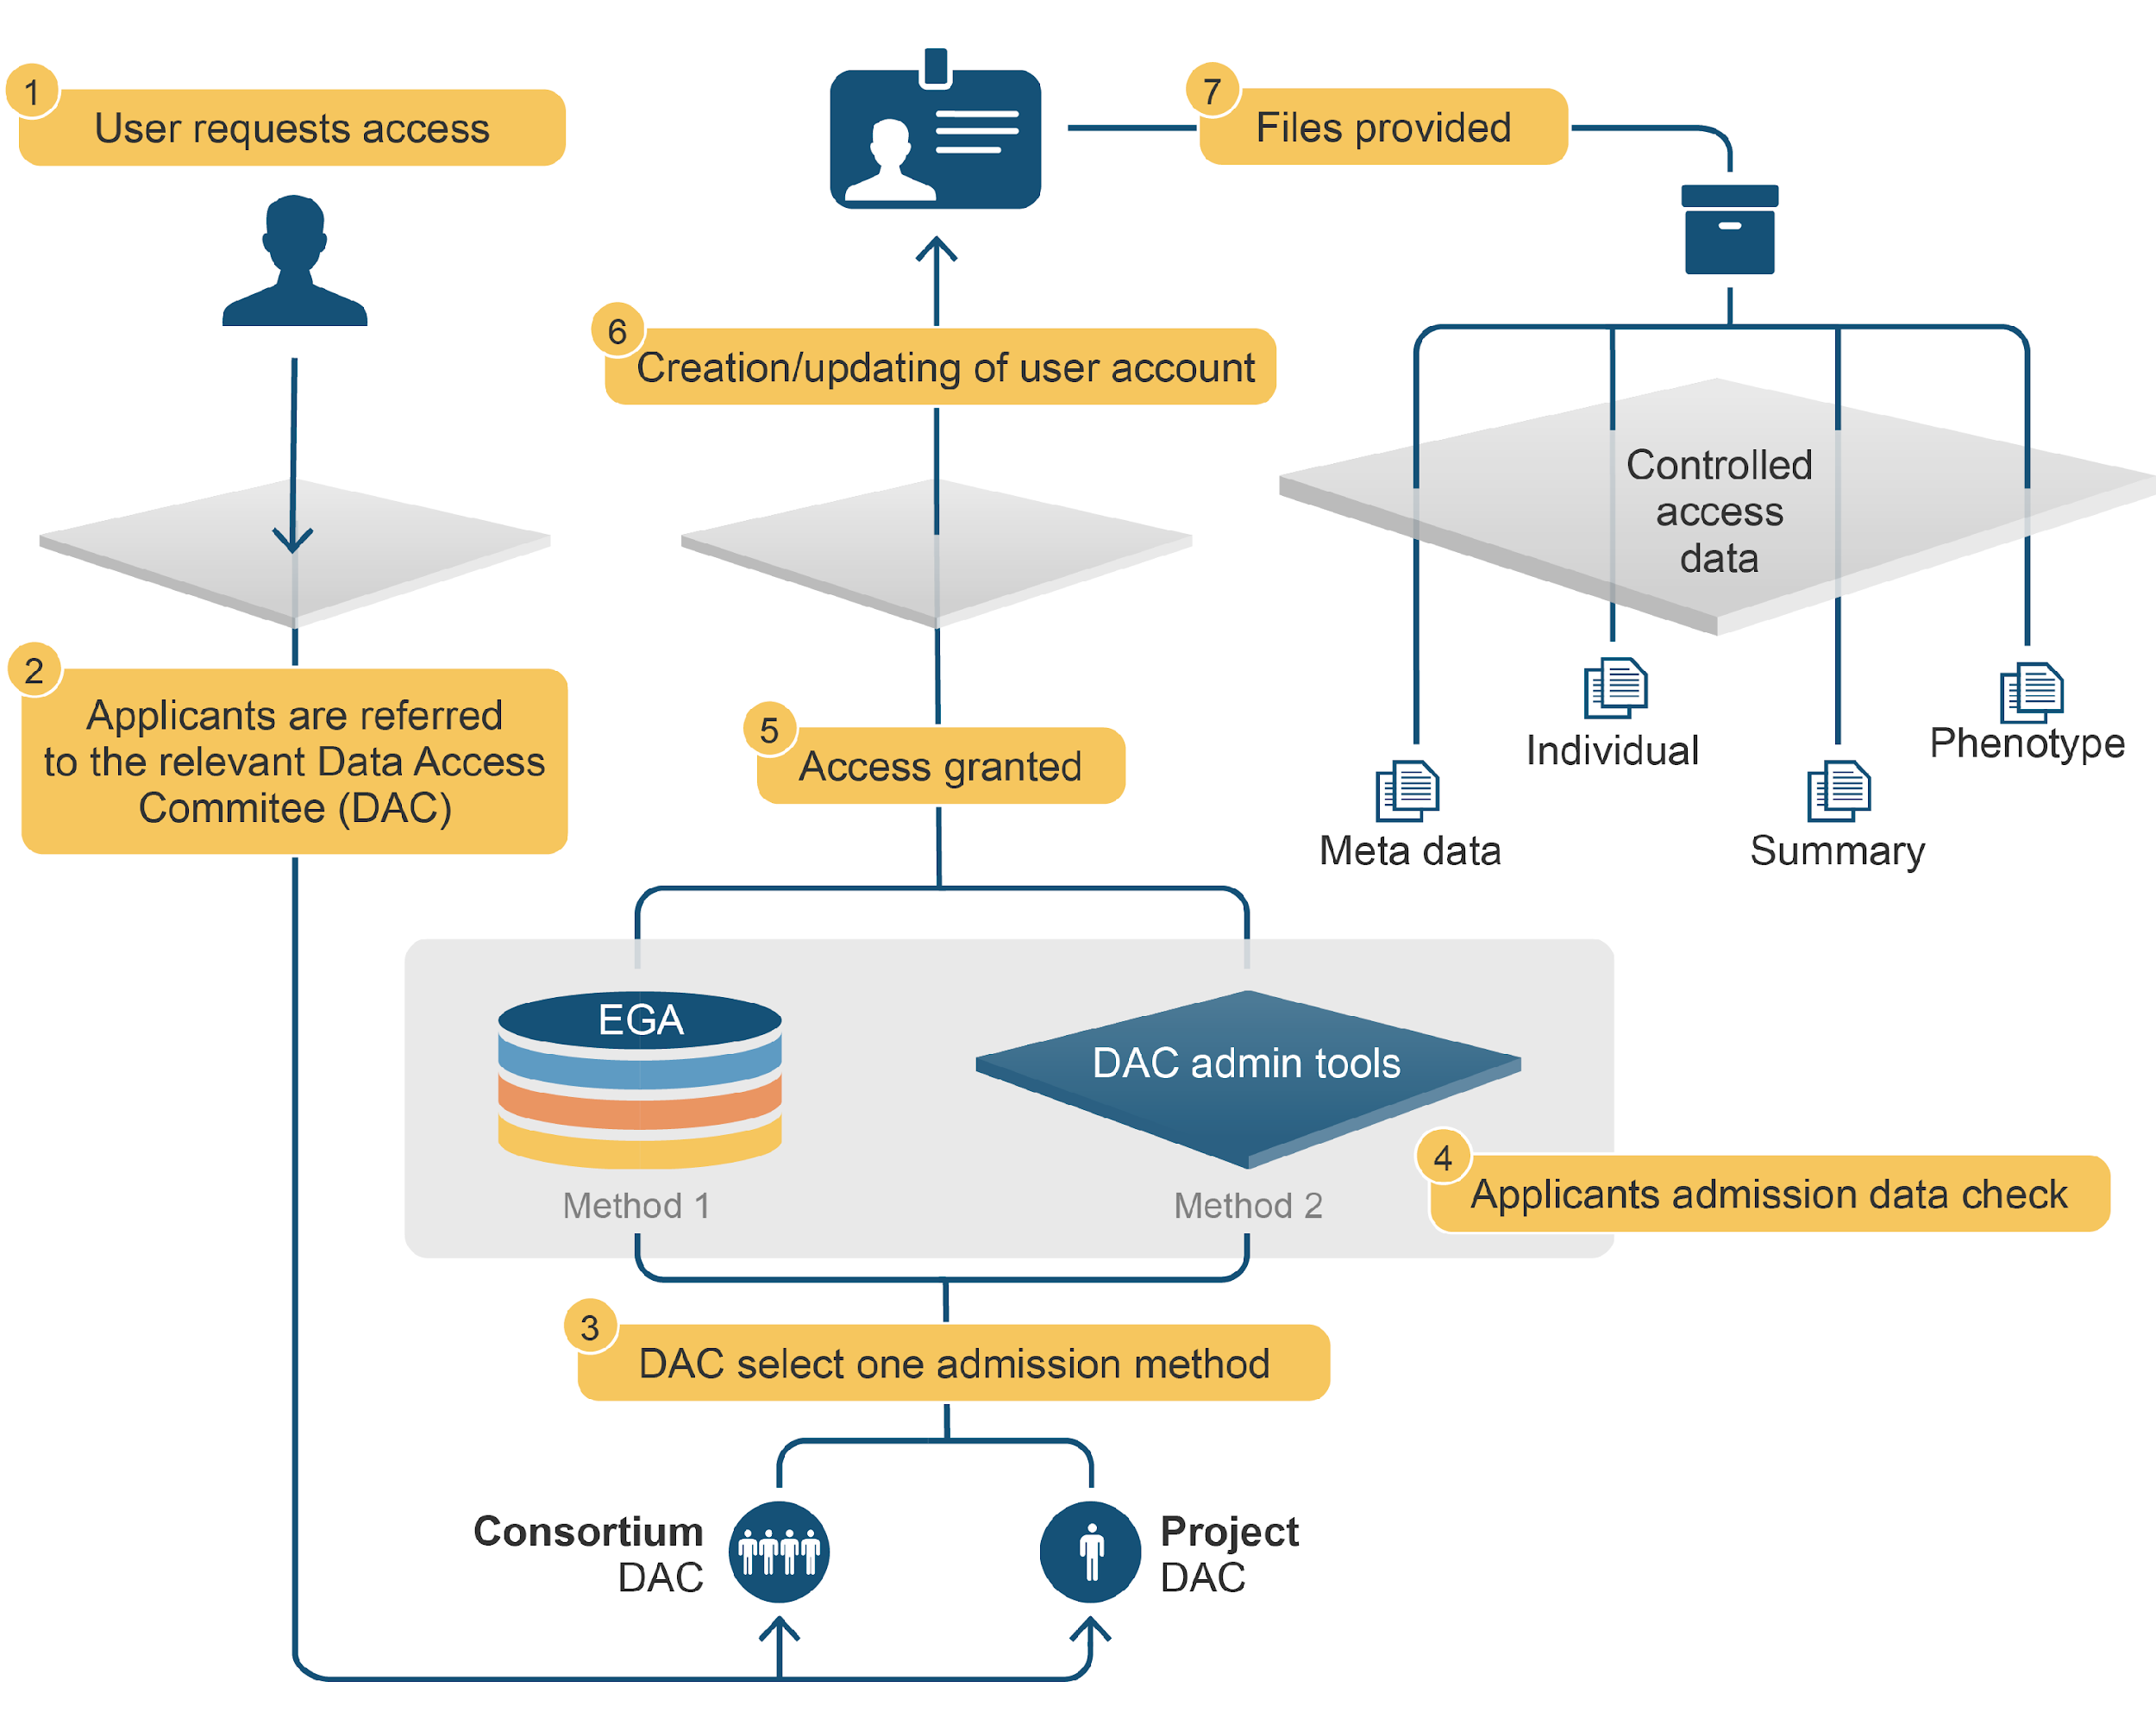 1
User requests access
2
Applicants are referred
to the relevant Data Access
Commitee (DAC)
Consortium
DAC
Project
DAC
3
DAC select one admission method
EGA
Method 1
DAC admin tools
Method 2
4
Applicants admission data check
5
Access granted
6
Creation/updating of user account
7
Files provided
Controlled
access
data
Meta data
Individual
Summary
Phenotype